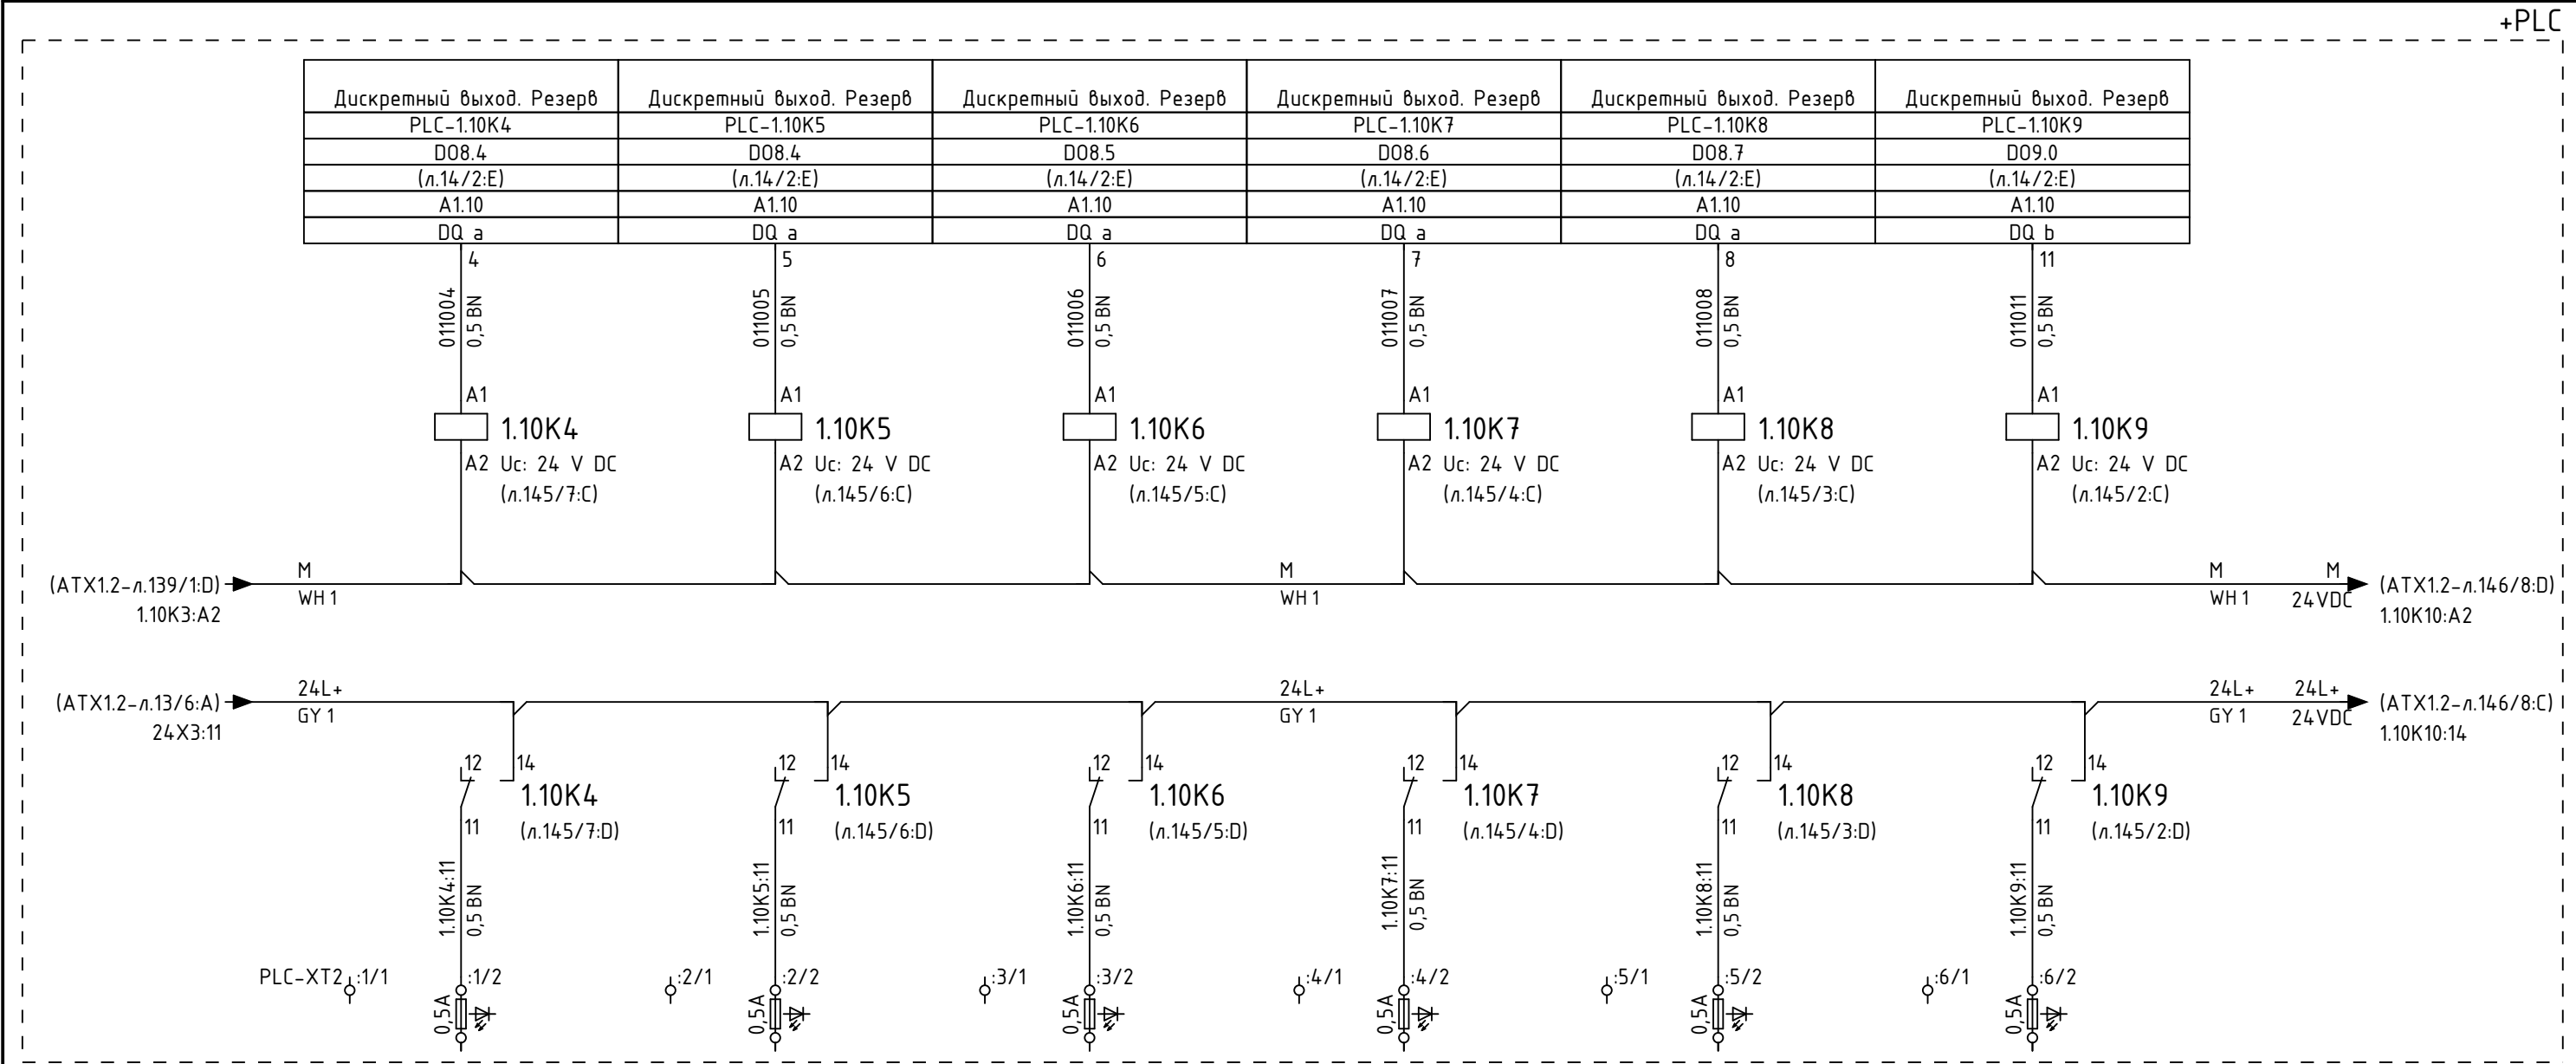 +PLC
Дискретный выход. Резерв Дискретный выход. Резерв Дискретный выход. Резерв Дискретный выход. Резерв Дискретный выход. Резерв Дискретный выход. Резерв
PLC-1.10K4 PLC-1.10K5 PLC-1.10K6 PLC-1.10K7 PLC-1.10K8 PLC-1.10K9
DO8.4 DO8.4 DO8.5 DO8.6 DO8.7 DO9.0
(л.14/2:E) (л.14/2:E) (л.14/2:E) (л.14/2:E) (л.14/2:E) (л.14/2:E)
A1.10 A1.10 A1.10 A1.10 A1.10 A1.10
DQ a DQ a DQ a DQ a DQ a DQ b
4 5 6 7 8 11
011004 0,5 BN 011005 0,5 BN 011006 0,5 BN 011007 0,5 BN 011008 0,5 BN 011011 0,5 BN
A1 A1 A1 A1 A1 A1
1.10K4 1.10K5 1.10K6 1.10K7 1.10K8 1.10K9
A2 Uc: 24 V DC A2 Uc: 24 V DC A2 Uc: 24 V DC A2 Uc: 24 V DC A2 Uc: 24 V DC A2 Uc: 24 V DC
(л.145/7:C) (л.145/6:C) (л.145/5:C) (л.145/4:C) (л.145/3:C) (л.145/2:C)
M M M M
(ATX1.2-л.139/1:D) (ATX1.2-л.146/8:D)
WH 1 WH 1 WH 1 24VDC
1.10K3:A2 1.10K10:A2
24L+ 24L+ 24L+ 24L+
(ATX1.2-л.13/6:A) (ATX1.2-л.146/8:C)
GY 1 GY 1 GY 1 24VDC
24X3:11 1.10K10:14
12 14 12 14 12 14 12 14 12 14 12 14
1.10K4 1.10K5 1.10K6 1.10K7 1.10K8 1.10K9
11 (л.145/7:D) 11 (л.145/6:D) 11 (л.145/5:D) 11 (л.145/4:D) 11 (л.145/3:D) 11 (л.145/2:D)
1.10K4:11 0,5 BN 1.10K5:11 0,5 BN 1.10K6:11 0,5 BN 1.10K7:11 0,5 BN 1.10K8:11 0,5 BN 1.10K9:11 0,5 BN
PLC-XT2 :1/1 :1/2 :2/1 :2/2 :3/1 :3/2 :4/1 :4/2 :5/1 :5/2 :6/1 :6/2
0,5A 0,5A 0,5A 0,5A 0,5A 0,5A